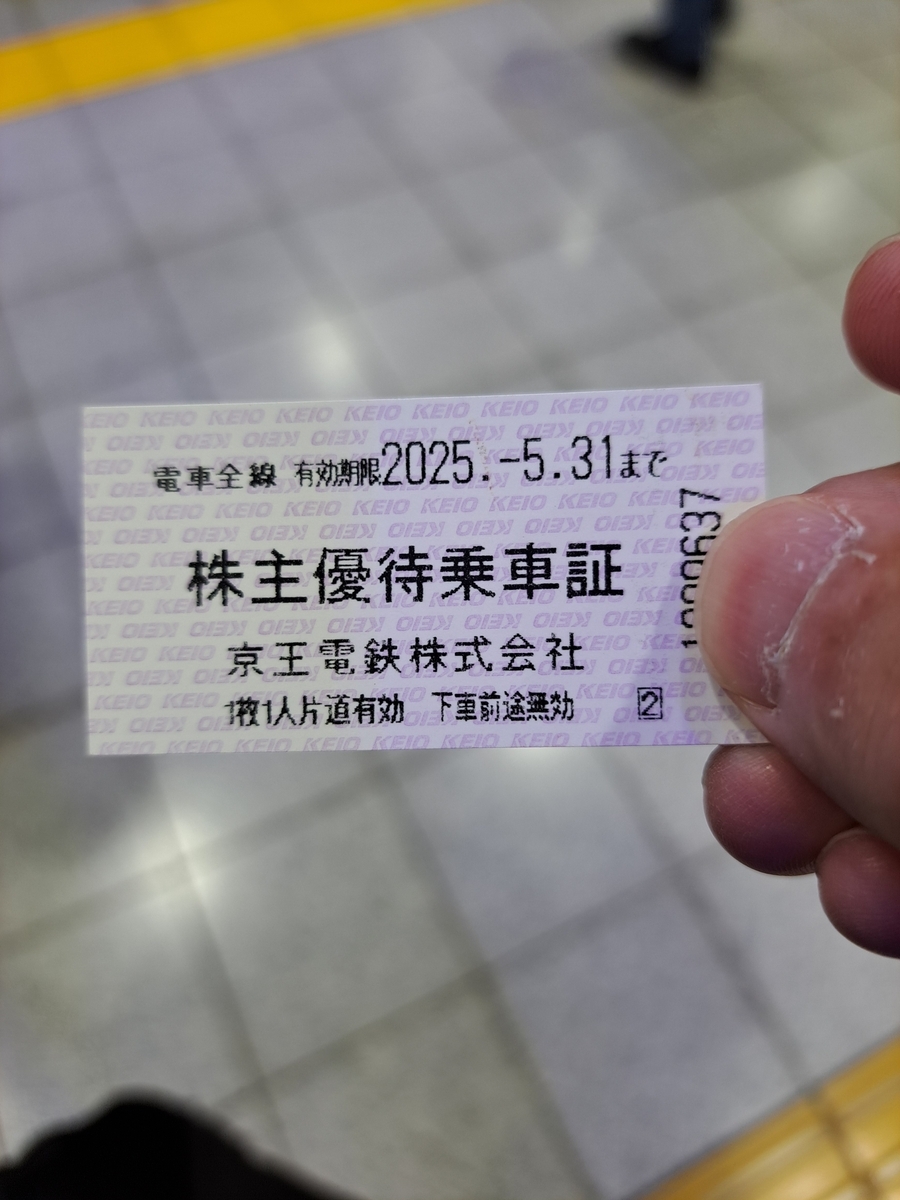 電車全線 有効期限2025.-5.31まで
株主優待乗車証
京王電鉄株式会社
1枚1人片道有効 下車前途無効 2